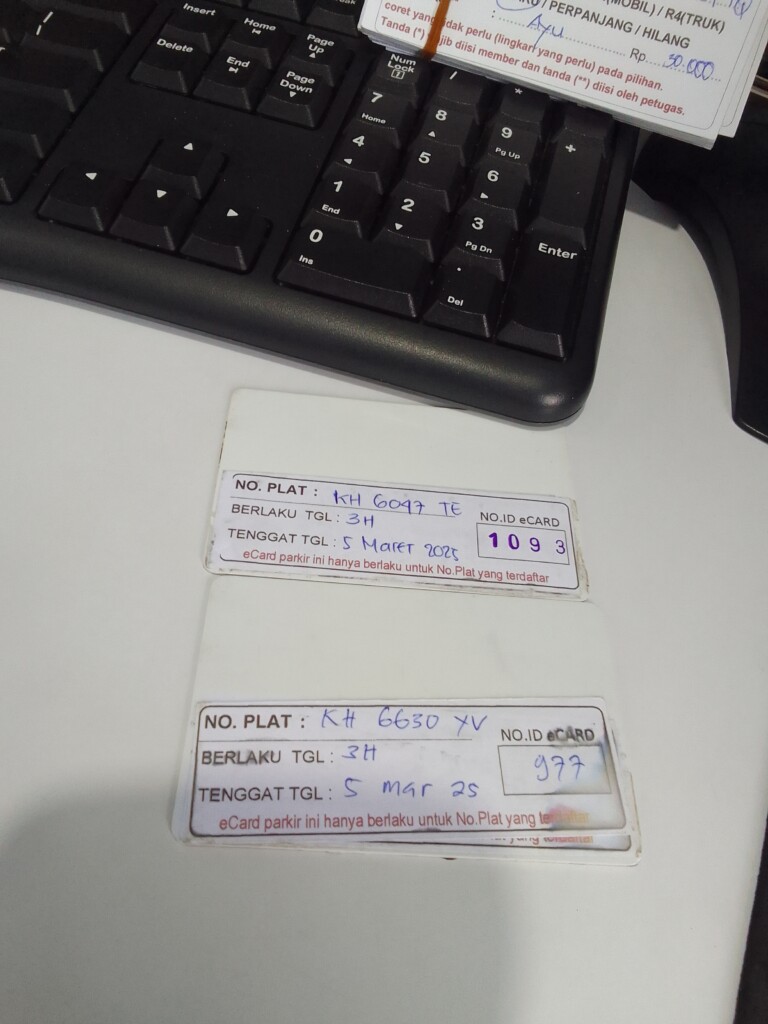 Insert
Home
Page Up
Delete
End
Page Down
Num Lock
/
*
7 Home
8
9 Pg Up
+
4
5
6
1 End
2
3 Pg Dn
Enter
0 Ins
. Del
(MOBIL) / R4(TRUK)
/ PERPANJANG / HILANG
: Ayu
Rp. 30.000
coret yang tidak perlu (lingkari yang perlu) pada pilihan.
Tanda (*) wajib diisi member dan tanda (**) diisi oleh petugas.
NO. PLAT : KH 6047 TE
BERLAKU TGL : 3H
NO.ID eCARD
TENGGAT TGL : 5 Maret 2025
1093
eCard parkir ini hanya berlaku untuk No.Plat yang terdaftar
NO. PLAT : KH 6630 YV
NO.ID eCARD
BERLAKU TGL : 3H
977
TENGGAT TGL : 5 mar 25
eCard parkir ini hanya berlaku untuk No.Plat yang terdaftar